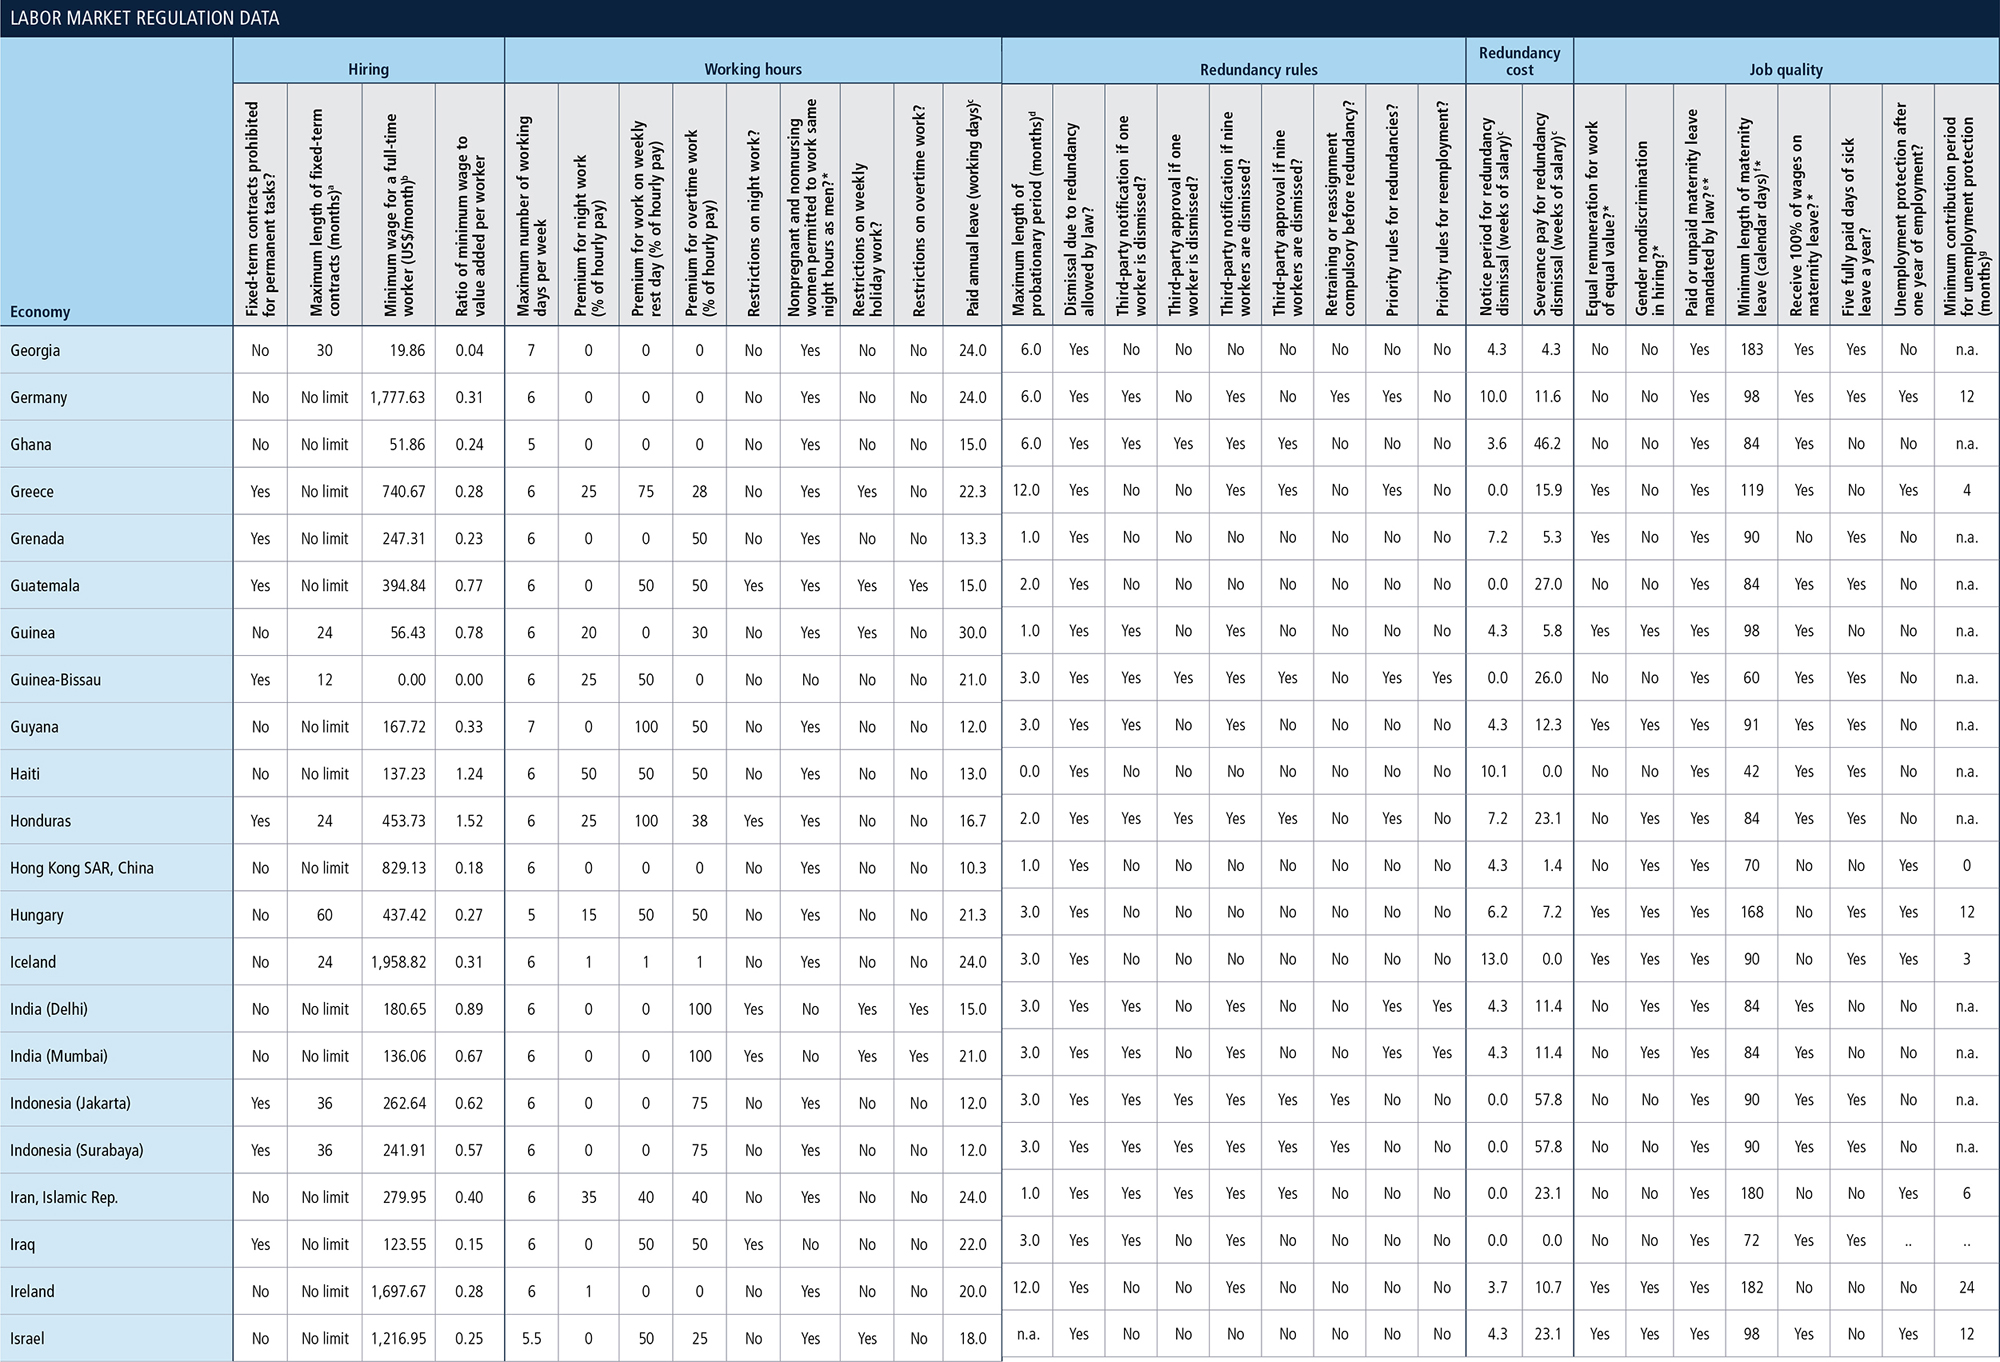 LABOR MARKET REGULATION DATA
Hiring Working hours Redundancy rules Redundancy cost Job quality
Economy
Fixed-term contracts prohibited for permanent tasks?
Maximum length of fixed-term contracts (months)ᵃ
Minimum wage for a full-time worker (US$/month)ᵇ
Ratio of minimum wage to value added per worker
Maximum number of working days per week
Premium for night work (% of hourly pay)
Premium for work on weekly rest day (% of hourly pay)
Premium for overtime work (% of hourly pay)
Restrictions on night work?
Nonpregnant and nonnursing women permitted to work same night hours as men?*
Restrictions on weekly holiday work?
Restrictions on overtime work?
Paid annual leave (working days)ᶜ
Maximum length of probationary period (months)ᵈ
Dismissal due to redundancy allowed by law?
Third-party notification if one worker is dismissed?
Third-party approval if one worker is dismissed?
Third-party notification if nine workers are dismissed?
Third-party approval if nine workers are dismissed?
Retraining or reassignment compulsory before redundancy?
Priority rules for redundancies?
Priority rules for reemployment?
Notice period for redundancy dismissal (weeks of salary)ᶜ
Severance pay for redundancy dismissal (weeks of salary)ᶜ
Equal remuneration for work of equal value?*
Gender nondiscrimination in hiring?*
Paid or unpaid maternity leave mandated by law?ᵉ*
Minimum length of maternity leave (calendar days)ᶠ*
Receive 100% of wages on maternity leave?*
Five fully paid days of sick leave a year?
Unemployment protection after one year of employment?
Minimum contribution period for unemployment protection (months)ᵍ
Georgia No 30 19.86 0.04 7 0 0 0 No Yes No No 24.0 6.0 Yes No No No No No No No 4.3 4.3 No No Yes 183 Yes Yes No n.a.
Germany No No limit 1,777.63 0.31 6 0 0 0 No Yes No No 24.0 6.0 Yes Yes No Yes No Yes Yes No 10.0 11.6 No No Yes 98 Yes Yes Yes 12
Ghana No No limit 51.86 0.24 5 0 0 0 No Yes No No 15.0 6.0 Yes Yes Yes Yes Yes No No No 3.6 46.2 No No Yes 84 Yes No No n.a.
Greece Yes No limit 740.67 0.28 6 25 75 28 No Yes Yes No 22.3 12.0 Yes No No Yes Yes No Yes No 0.0 15.9 Yes No Yes 119 Yes No Yes 4
Grenada Yes No limit 247.31 0.23 6 0 0 50 No Yes No No 13.3 1.0 Yes No No No No No No No 7.2 5.3 Yes No Yes 90 No Yes No n.a.
Guatemala Yes No limit 394.84 0.77 6 0 50 50 Yes Yes Yes Yes 15.0 2.0 Yes No No No No No No No 0.0 27.0 No No Yes 84 Yes Yes No n.a.
Guinea No 24 56.43 0.78 6 20 0 30 No Yes Yes No 30.0 1.0 Yes Yes No Yes No No No No 4.3 5.8 Yes Yes Yes 98 Yes No No n.a.
Guinea-Bissau Yes 12 0.00 0.00 6 25 50 0 No No No No 21.0 3.0 Yes Yes Yes Yes Yes No Yes Yes 0.0 26.0 No No Yes 60 Yes Yes No n.a.
Guyana No No limit 167.72 0.33 7 0 100 50 No Yes No No 12.0 3.0 Yes Yes No Yes No No No No 4.3 12.3 Yes Yes Yes 91 Yes Yes No n.a.
Haiti No No limit 137.23 1.24 6 50 50 50 No Yes No No 13.0 0.0 Yes No No No No No No No 10.1 0.0 No No Yes 42 Yes Yes No n.a.
Honduras Yes 24 453.73 1.52 6 25 100 38 Yes Yes No No 16.7 2.0 Yes Yes Yes Yes Yes No Yes No 7.2 23.1 No Yes Yes 84 Yes Yes No n.a.
Hong Kong SAR, China No No limit 829.13 0.18 6 0 0 0 No Yes No No 10.3 1.0 Yes No No No No No No No 4.3 1.4 No Yes Yes 70 No No Yes 0
Hungary No 60 437.42 0.27 5 15 50 50 No Yes No No 21.3 3.0 Yes No No No No No No No 6.2 7.2 Yes Yes Yes 168 No Yes Yes 12
Iceland No 24 1,958.82 0.31 6 1 1 1 No Yes No No 24.0 3.0 Yes No No No No No No No 13.0 0.0 Yes Yes Yes 90 No Yes Yes 3
India (Delhi) No No limit 180.65 0.89 6 0 0 100 Yes No Yes Yes 15.0 3.0 Yes Yes No Yes No No Yes Yes 4.3 11.4 No Yes Yes 84 Yes No No n.a.
India (Mumbai) No No limit 136.06 0.67 6 0 0 100 Yes No Yes Yes 21.0 3.0 Yes Yes No Yes No No Yes Yes 4.3 11.4 No Yes Yes 84 Yes No No n.a.
Indonesia (Jakarta) Yes 36 262.64 0.62 6 0 0 75 No Yes No No 12.0 3.0 Yes Yes Yes Yes Yes Yes No No 0.0 57.8 No No Yes 90 Yes Yes No n.a.
Indonesia (Surabaya) Yes 36 241.91 0.57 6 0 0 75 No Yes No No 12.0 3.0 Yes Yes Yes Yes Yes Yes No No 0.0 57.8 No No Yes 90 Yes Yes No n.a.
Iran, Islamic Rep. No No limit 279.95 0.40 6 35 40 40 No Yes No No 24.0 1.0 Yes Yes Yes Yes Yes No No No 0.0 23.1 No No Yes 180 No No Yes 6
Iraq Yes No limit 123.55 0.15 6 0 50 50 Yes No No No 22.0 3.0 Yes Yes No Yes No No No No 0.0 0.0 No No Yes 72 Yes Yes .. ..
Ireland No No limit 1,697.67 0.28 6 1 0 0 No Yes No No 20.0 12.0 Yes No No Yes No No No No 3.7 10.7 Yes Yes Yes 182 No No No 24
Israel No No limit 1,216.95 0.25 5.5 0 50 25 No Yes Yes No 18.0 n.a. Yes No No No No No No No 4.3 23.1 Yes Yes Yes 98 Yes No Yes 12